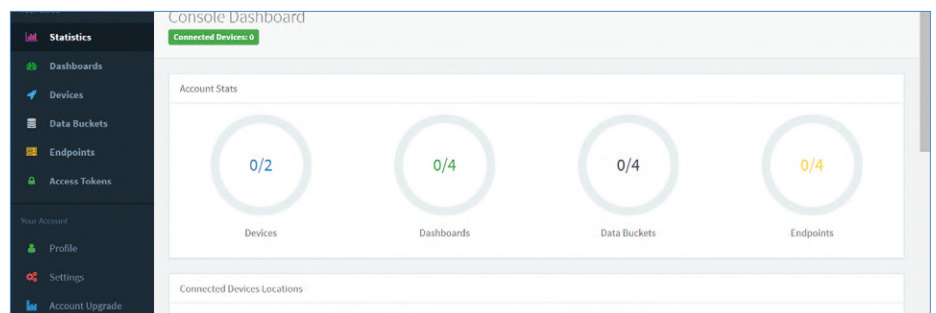 Console Dashboard
Connected Devices: 0
Statistics
Dashboards
Devices
Data Buckets
Endpoints
Access Tokens
Your Account
Profile
Settings
Account Upgrade
Account Stats
0/2
0/4
0/4
0/4
Devices
Dashboards
Data Buckets
Endpoints
Connected Devices Locations